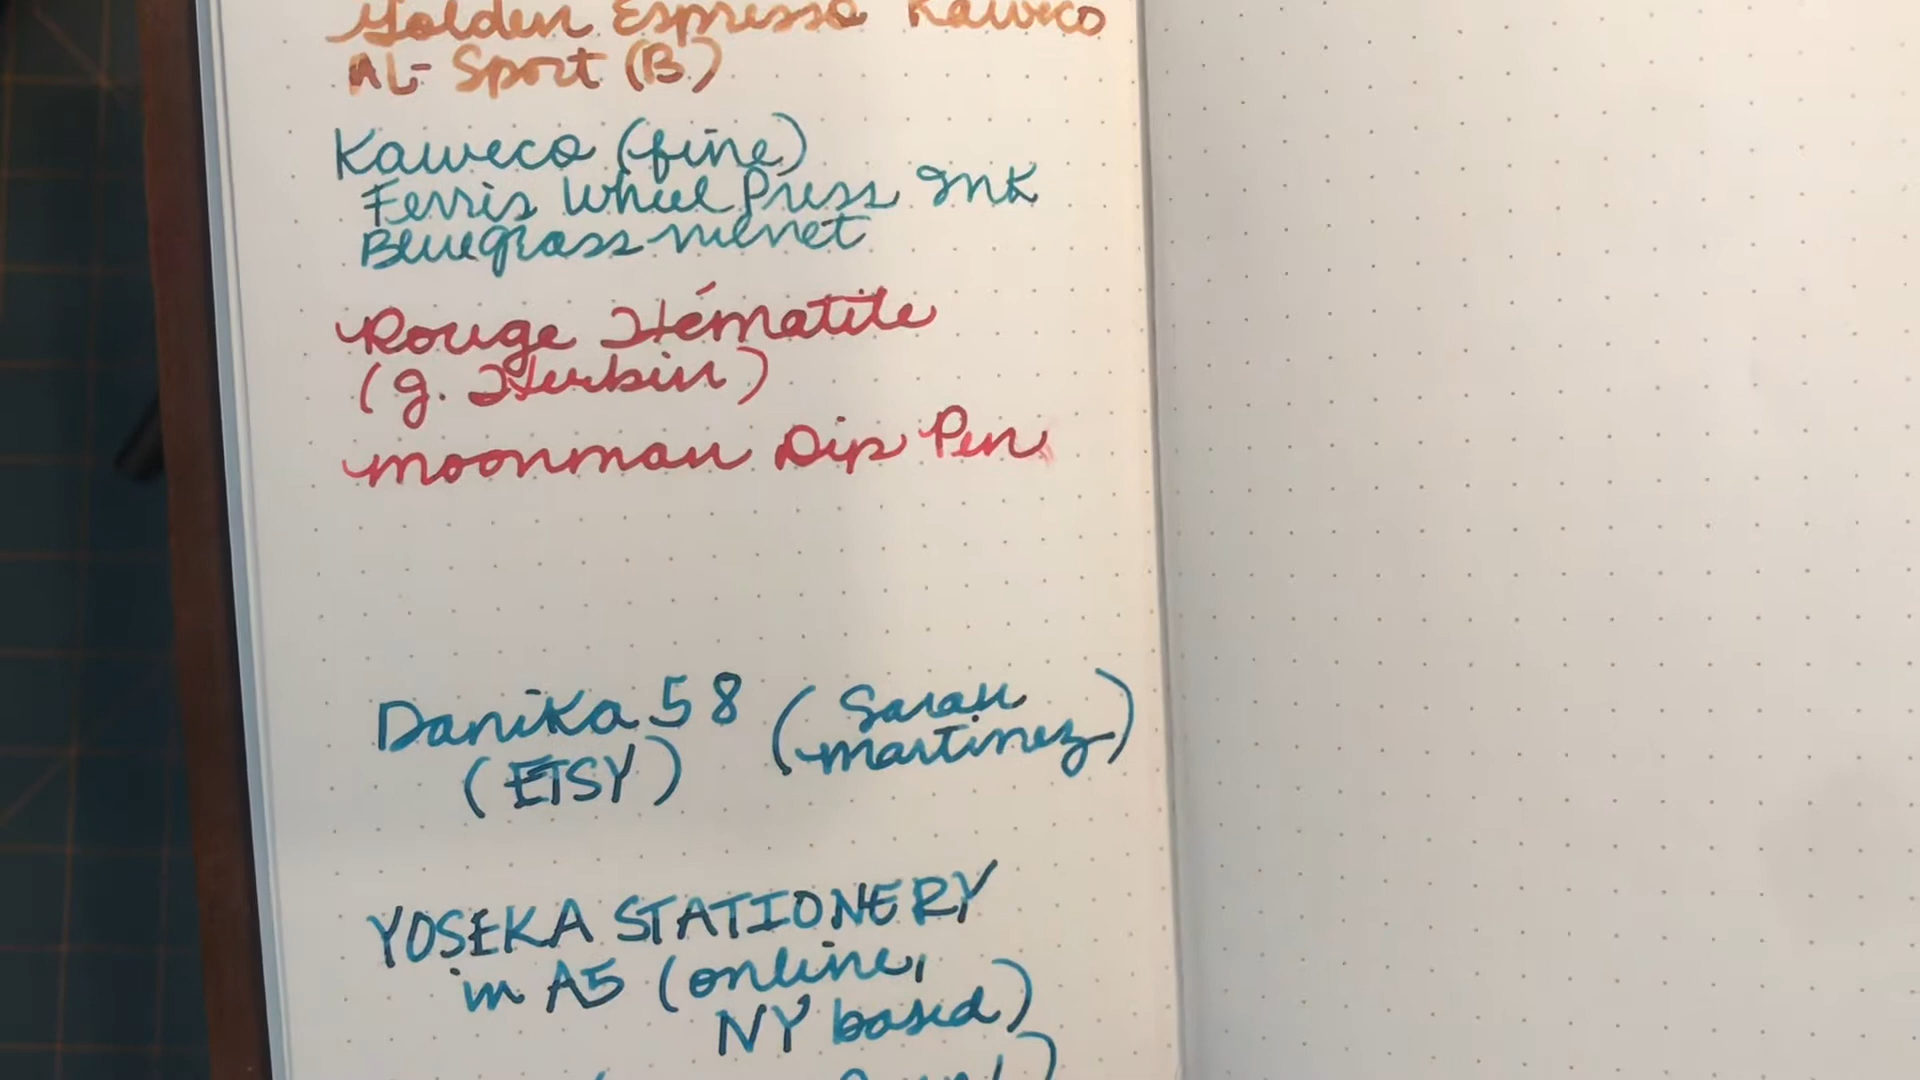 Golden Espresso Kaweco
AL-Sport (B)
Kaweco (fine)
Ferris Wheel Press Ink
Bluegrass Velvet
Rouge Hématite
(J. Herbin)
Moonman Dip Pen
Danika 58 (Sarah
Martinez)
(ETSY)
YOSEKA STATIONERY
in A5 (online,
NY based)